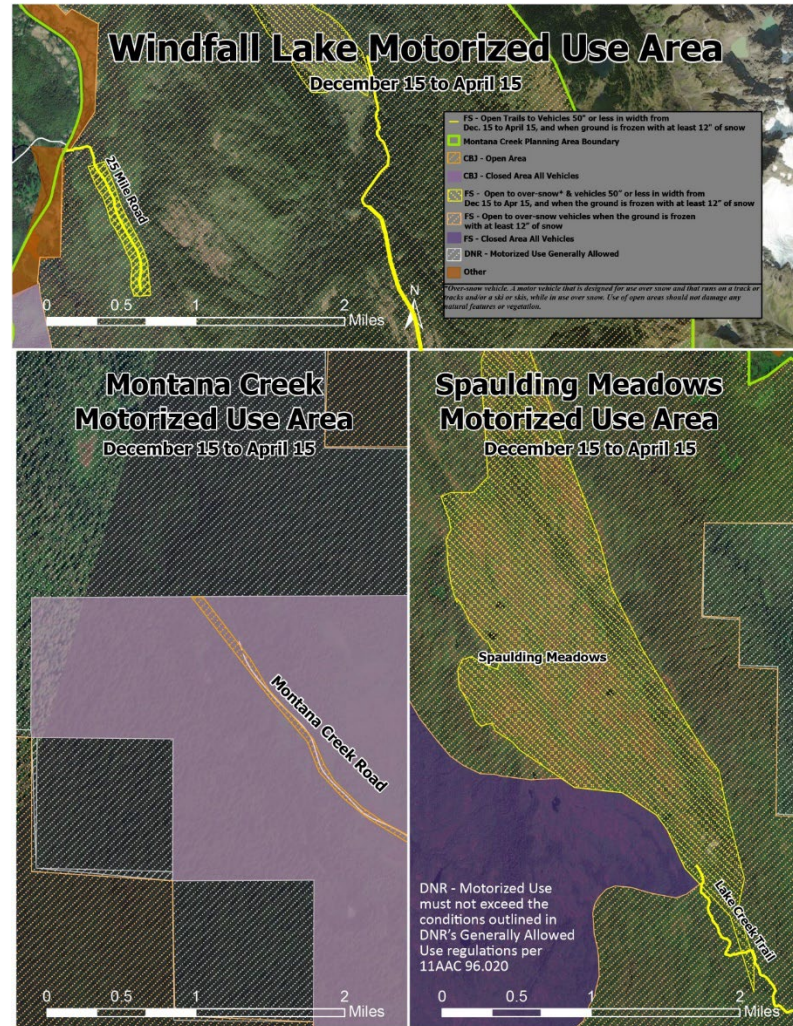 Windfall Lake Motorized Use Area
December 15 to April 15
FS - Open Trails to Vehicles 50" or less in width from
Dec. 15 to April 15, and when ground is frozen with at least 12" of snow
Montana Creek Planning Area Boundary
CBJ - Open Area
CBJ - Closed Area All Vehicles
FS - Open to over-snow* & vehicles 50" or less in width from
Dec 15 to Apr 15, and when the ground is frozen with at least 12" of snow
FS - Open to over-snow vehicles when the ground is frozen
with at least 12" of snow
FS - Closed Area All Vehicles
DNR - Motorized Use Generally Allowed
Other
*Over-snow vehicle. A motor vehicle that is designed for use over snow and that runs on a track or
tracks and/or a ski or skis, while in use over snow. Use of open areas should not damage any
natural features or vegetation.
25 Mile Road
N
0 0.5 1 2
Miles
Montana Creek
Motorized Use Area
December 15 to April 15
Montana Creek Road
0 0.5 1 2
Miles
Spaulding Meadows
Motorized Use Area
December 15 to April 15
Spaulding Meadows
Lake Creek Trail
DNR - Motorized Use
must not exceed the
conditions outlined in
DNR's Generally Allowed
Use regulations per
11AAC 96.020
0 0.5 1 2
Miles